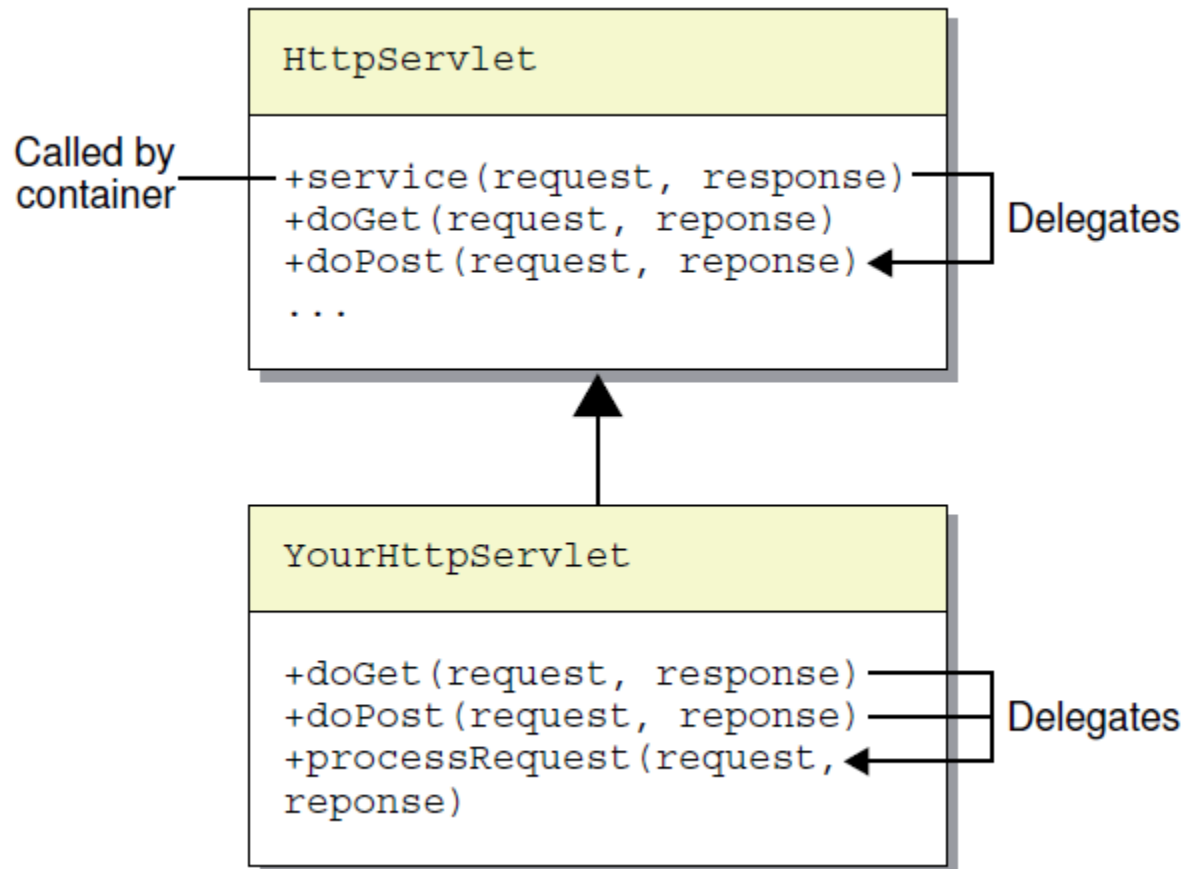 HttpServlet
Called by
container
+service(request, response)
+doGet(request, reponse)
+doPost(request, reponse)
...
Delegates
YourHttpServlet
+doGet(request, response)
+doPost(request, reponse)
+processRequest(request,
reponse)
Delegates